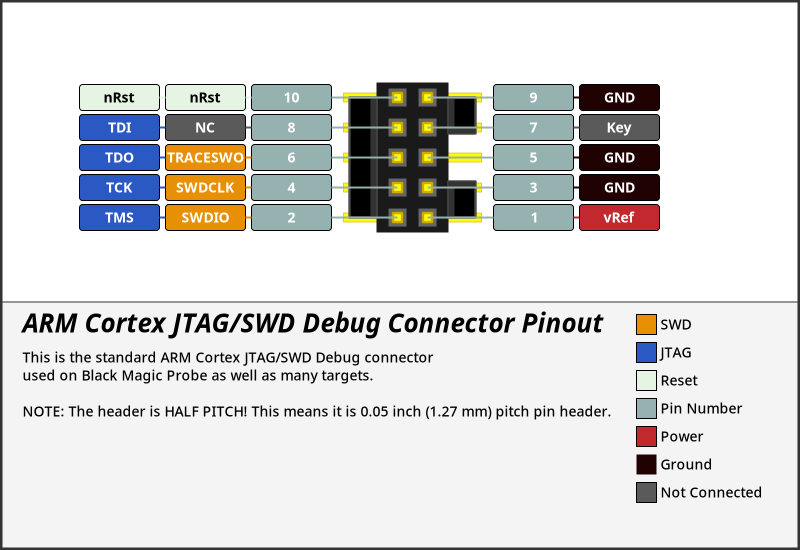 nRst nRst 10 9 GND
TDI NC 8 7 Key
TDO TRACESWO 6 5 GND
TCK SWDCLK 4 3 GND
TMS SWDIO 2 1 vRef
ARM Cortex JTAG/SWD Debug Connector Pinout
This is the standard ARM Cortex JTAG/SWD Debug connector
used on Black Magic Probe as well as many targets.
NOTE: The header is HALF PITCH! This means it is 0.05 inch (1.27 mm) pitch pin header.
SWD
JTAG
Reset
Pin Number
Power
Ground
Not Connected